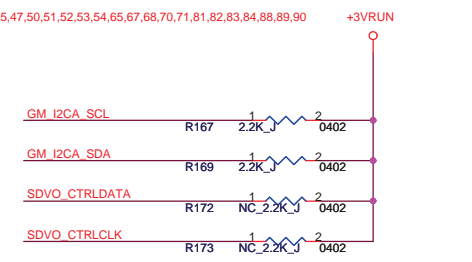 5,47,50,51,52,53,54,65,67,68,70,71,81,82,83,84,88,89,90 +3VRUN
GM_I2CA_SCL 1 2
R167 2.2K_J 0402
GM_I2CA_SDA 1 2
R169 2.2K_J 0402
SDVO_CTRLDATA 1 2
R172 NC_2.2K_J 0402
SDVO_CTRLCLK 1 2
R173 NC_2.2K_J 0402